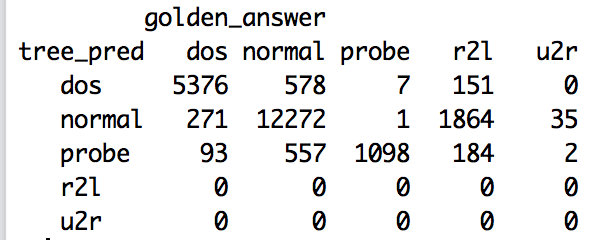 golden_answer
tree_pred dos normal probe r2l u2r
dos 5376 578 7 151 0
normal 271 12272 1 1864 35
probe 93 557 1098 184 2
r2l 0 0 0 0 0
u2r 0 0 0 0 0